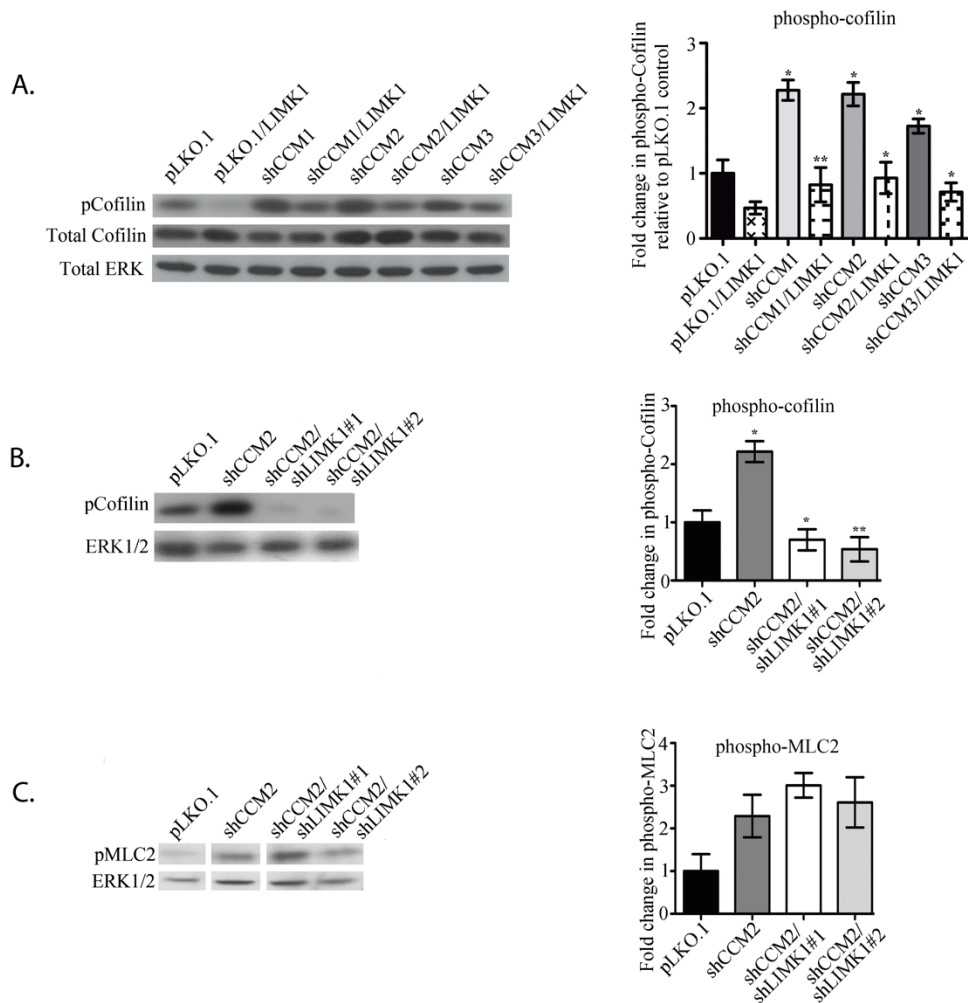 A.
pLKO.1
pLKO.1/LIMK1
shCCM1
shCCM1/LIMK1
shCCM2
shCCM2/LIMK1
shCCM3
shCCM3/LIMK1
pCofilin
Total Cofilin
Total ERK
phospho-cofilin
Fold change in phospho-Cofilin
relative to pLKO.1 control
3
2
1
0
*
**
*
*
*
*
pLKO.1
pLKO.1/LIMK1
shCCM1
shCCM1/LIMK1
shCCM2
shCCM2/LIMK1
shCCM3
shCCM3/LIMK1
B.
pLKO.1
shCCM2
shCCM2/
shLIMK1#1
shCCM2/
shLIMK1#2
pCofilin
ERK1/2
phospho-cofilin
Fold change in phospho-Cofilin
3
2
1
0
*
*
**
pLKO.1
shCCM2
shCCM2/
shLIMK1#1
shCCM2/
shLIMK1#2
C.
pLKO.1
shCCM2
shCCM2/
shLIMK1#1
shCCM2/
shLIMK1#2
pMLC2
ERK1/2
phospho-MLC2
Fold change in phospho-MLC2
4
3
2
1
0
pLKO.1
shCCM2
shCCM2/
shLIMK1#1
shCCM2/
shLIMK1#2